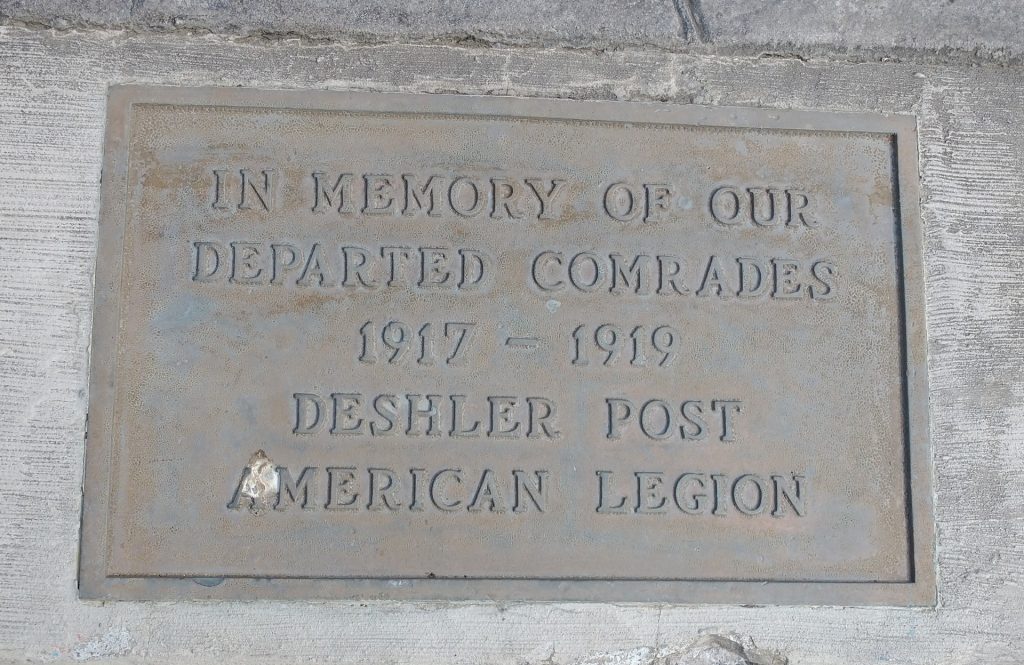 IN MEMORY OF OUR
DEPARTED COMRADES
1917 - 1919
DESHLER POST
AMERICAN LEGION